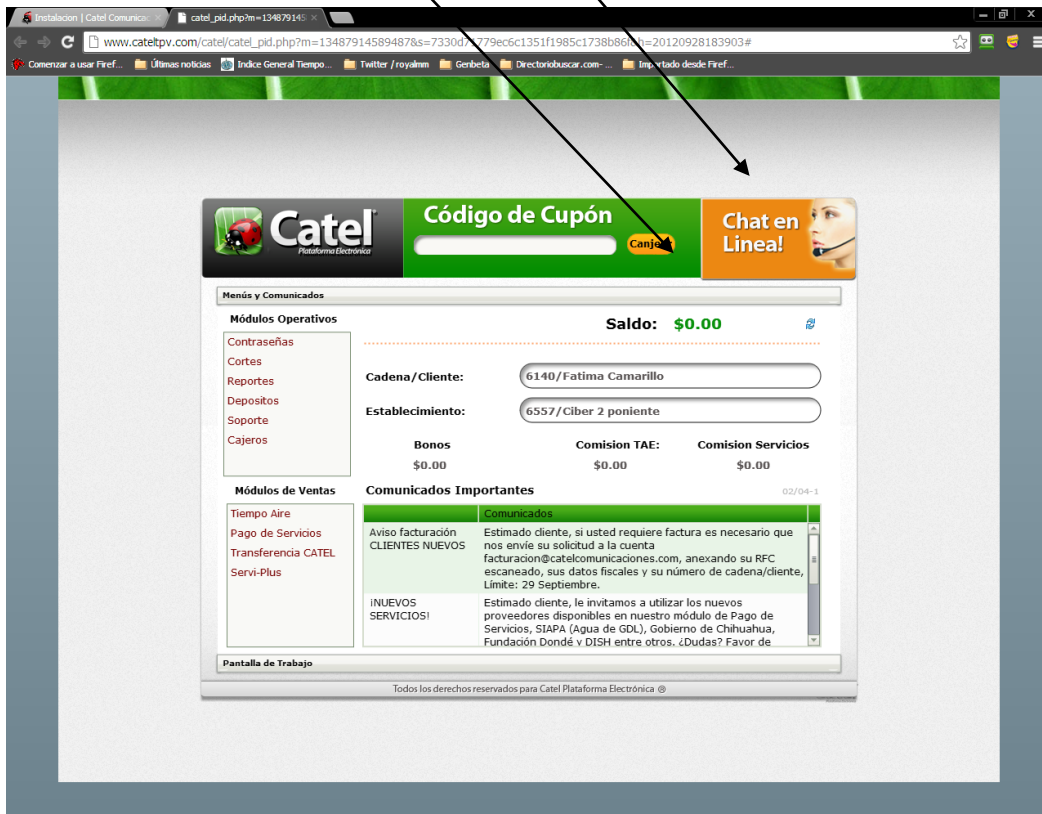 Instalacion | Catel Comunicac
catel_pid.php?m=134879145
www.cateltpv.com/catel/catel_pid.php?m=13487914589487&s=7330d71779ec6c1351f1985c1738b86f&h=20120928183903#
Comenzar a usar Firef...
Últimas noticias
Indice General Tiempo...
Twitter / royalmm
Genbeta
Directoriobuscar.com- ...
Importado desde Firef...
Catel
Plataforma Electrónica
Código de Cupón
Chat en
Linea!
Menús y Comunicados
Módulos Operativos
Contraseñas
Cortes
Reportes
Depositos
Soporte
Cajeros
Saldo: $0.00
Cadena/Cliente: 6140/Fatima Camarillo
Establecimiento: 6557/Ciber 2 poniente
Bonos Comision TAE: Comision Servicios
$0.00 $0.00 $0.00
Módulos de Ventas
Tiempo Aire
Pago de Servicios
Transferencia CATEL
Servi-Plus
Comunicados Importantes 02/04-1
Comunicados
Aviso facturación
CLIENTES NUEVOS
Estimado cliente, si usted requiere factura es necesario que
nos envíe su solicitud a la cuenta
facturacion@catelcomunicaciones.com, anexando su RFC
escaneado, sus datos fiscales y su número de cadena/cliente,
Límite: 29 Septiembre.
¡NUEVOS
SERVICIOS!
Estimado cliente, le invitamos a utilizar los nuevos
proveedores disponibles en nuestro módulo de Pago de
Servicios, SIAPA (Agua de GDL), Gobierno de Chihuahua,
Fundación Dondé y DISH entre otros. ¿Dudas? Favor de
Pantalla de Trabajo
Todos los derechos reservados para Catel Plataforma Electrónica ®